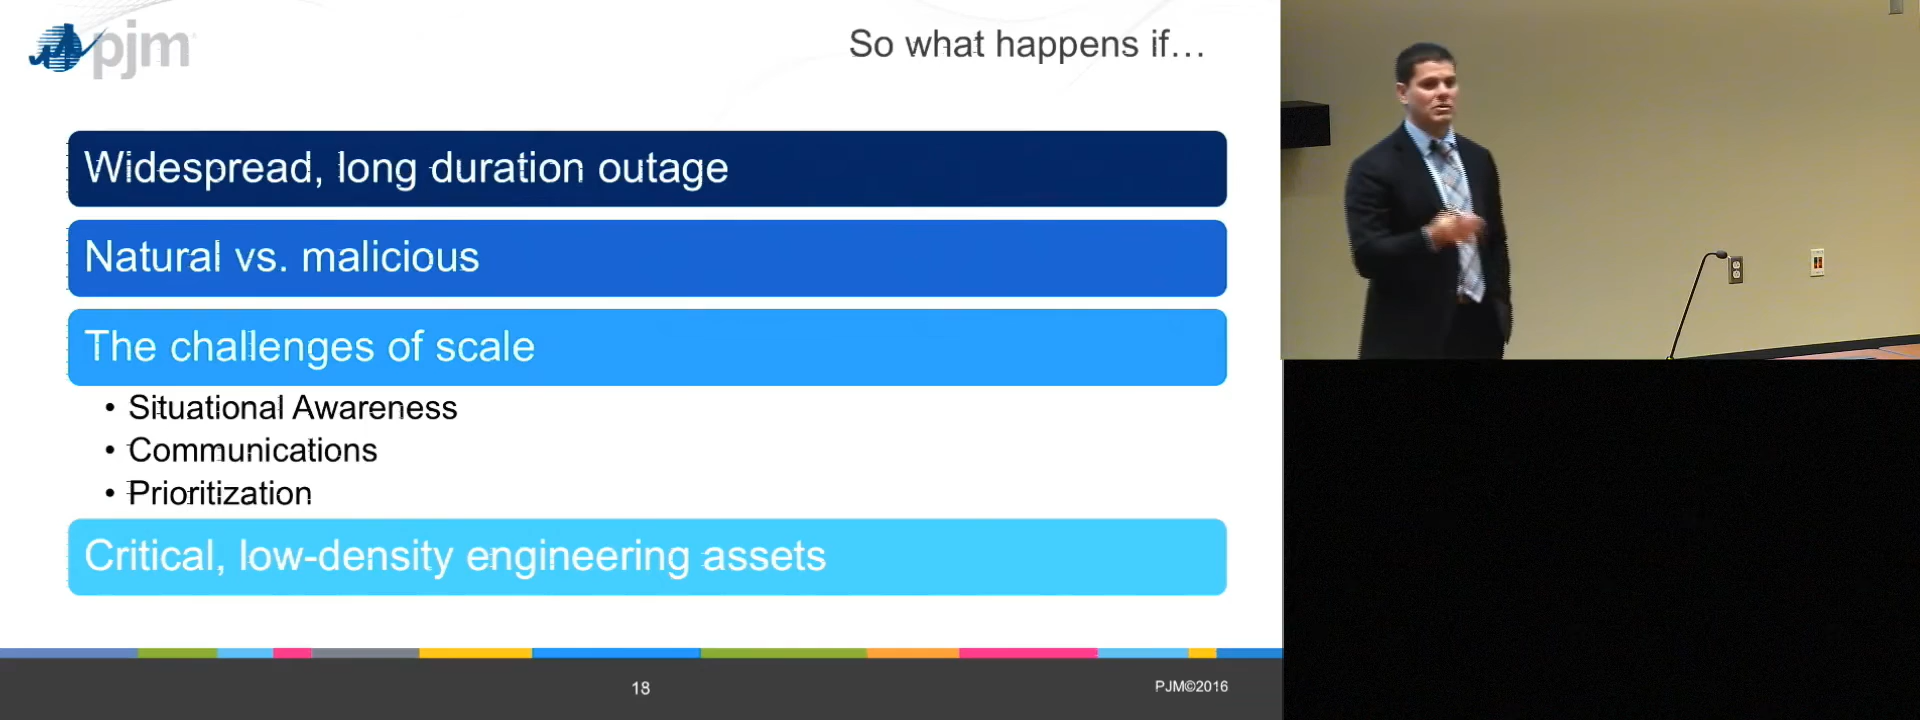 pjm
So what happens if...
Widespread, long duration outage
Natural vs. malicious
The challenges of scale
• Situational Awareness
• Communications
• Prioritization
Critical, low-density engineering assets
18
PJM©2016